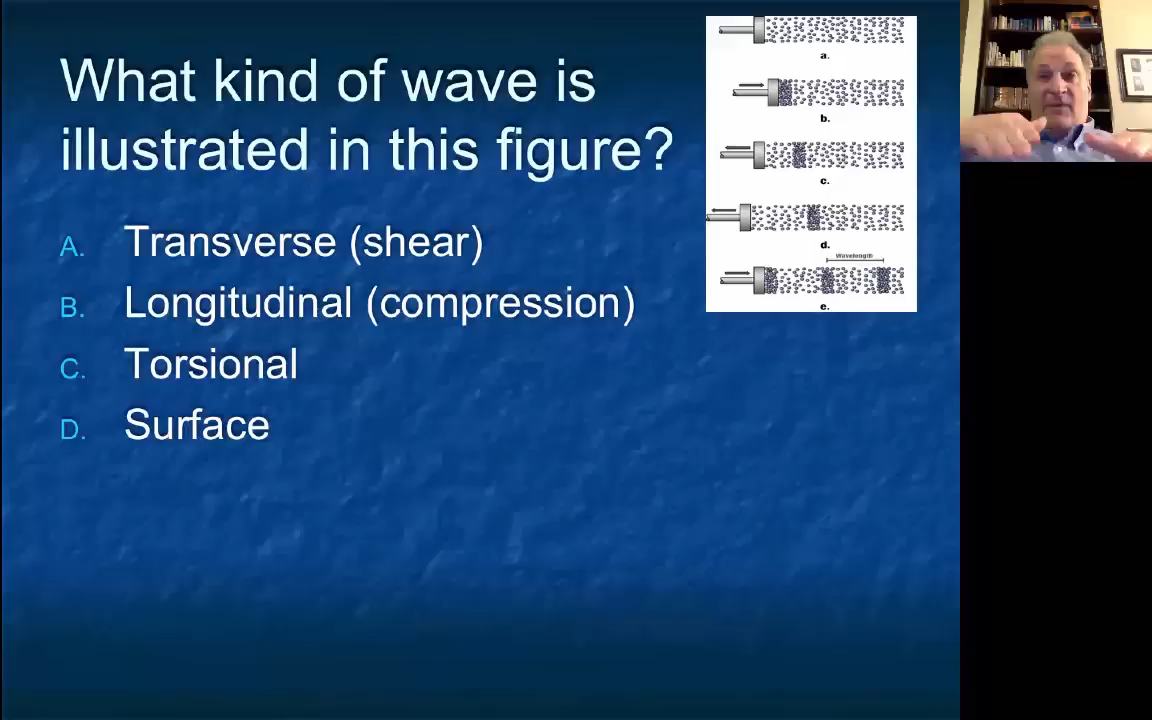 What kind of wave is
illustrated in this figure?
A. Transverse (shear)
B. Longitudinal (compression)
C. Torsional
D. Surface
a.
b.
c.
d.
Wavelength
e.